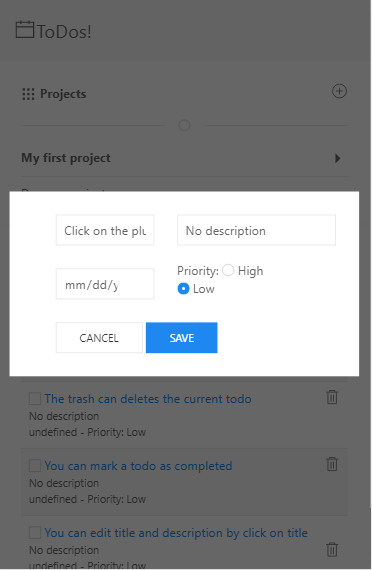 ToDos!
Projects
My first project
Click on the plu
No description
mm/dd/y
Priority: High
Low
CANCEL
SAVE
The trash can deletes the current todo
No description
undefined - Priority: Low
You can mark a todo as completed
No description
undefined - Priority: Low
You can edit title and description by click on title
No description
undefined - Priority: Low